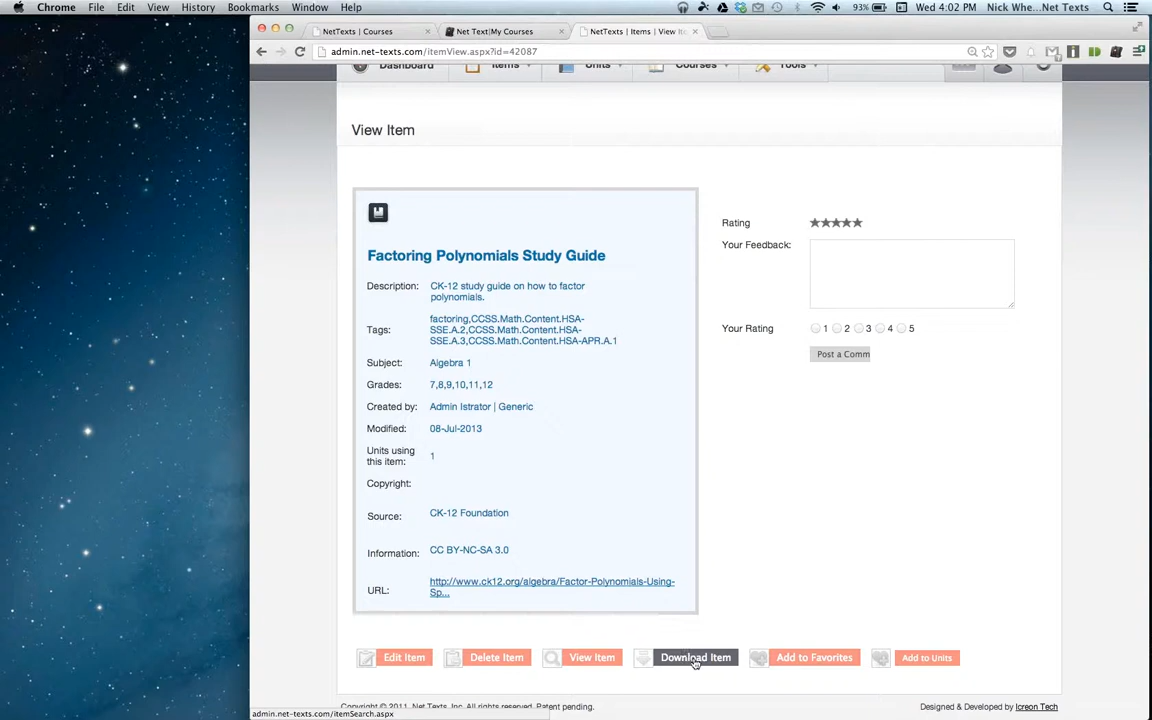 Chrome File Edit View History Bookmarks Window Help 93% Wed 4:02 PM Nick Whe...Net Texts
NetTexts | Courses
Net Text|My Courses
NetTexts | Items | View It
admin.net-texts.com/itemView.aspx?id=42087
Dashboard Items Units Courses Tools
View Item
Factoring Polynomials Study Guide
Description: CK-12 study guide on how to factor
polynomials.
Tags: factoring,CCSS.Math.Content.HSA-
SSE.A.2,CCSS.Math.Content.HSA-
SSE.A.3,CCSS.Math.Content.HSA-APR.A.1
Subject: Algebra 1
Grades: 7,8,9,10,11,12
Created by: Admin Istrator | Generic
Modified: 08-Jul-2013
Units using
this item: 1
Copyright:
Source: CK-12 Foundation
Information: CC BY-NC-SA 3.0
URL: http://www.ck12.org/algebra/Factor-Polynomials-Using-
Sp...
Rating
Your Feedback:
Your Rating 1 2 3 4 5
Post a Comm
Edit Item Delete Item View Item Download Item Add to Favorites Add to Units
Copyright © 2011, Net Texts, Inc. All rights reserved. Patent pending. Designed & Developed by Icreon Tech
admin.net-texts.com/itemSearch.aspx